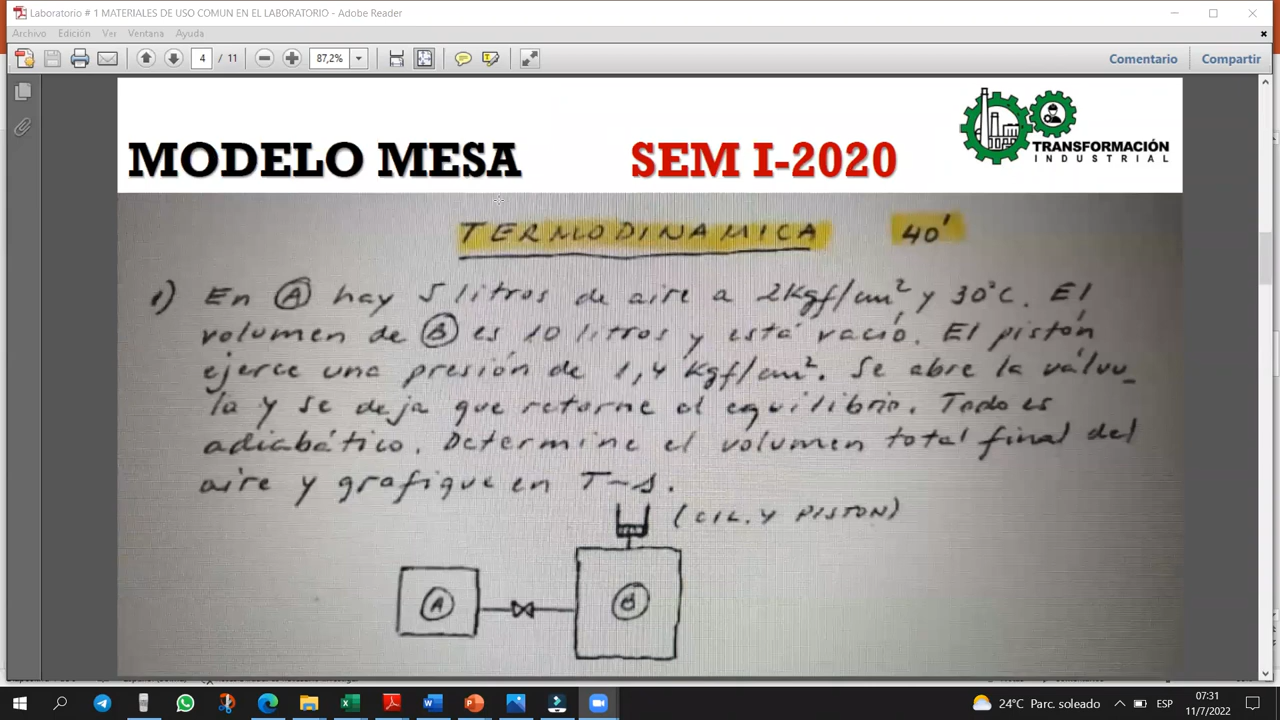 Laboratorio # 1 MATERIALES DE USO COMUN EN EL LABORATORIO - Adobe Reader
Archivo Edición Ver Ventana Ayuda
4 / 11 87,2% Comentario Compartir
MODELO MESA SEM I-2020
TRANSFORMACIÓN
INDUSTRIAL
TERMODINAMICA 40'
1) En (A) hay 5 litros de aire a 2Kgf/cm² y 30°C. El
volumen de (B) es 10 litros y está vació. El pistón
ejerce una presión de 1,4 Kgf/cm². Se abre la válvu_
la y se deja que retorne el equilibrio. Todo es
adiabático. Determine el volumen total final del
aire y grafique en T-s.
(CIL. Y PISTON)
A
B
24°C Parc. soleado ESP
07:31
11/7/2022